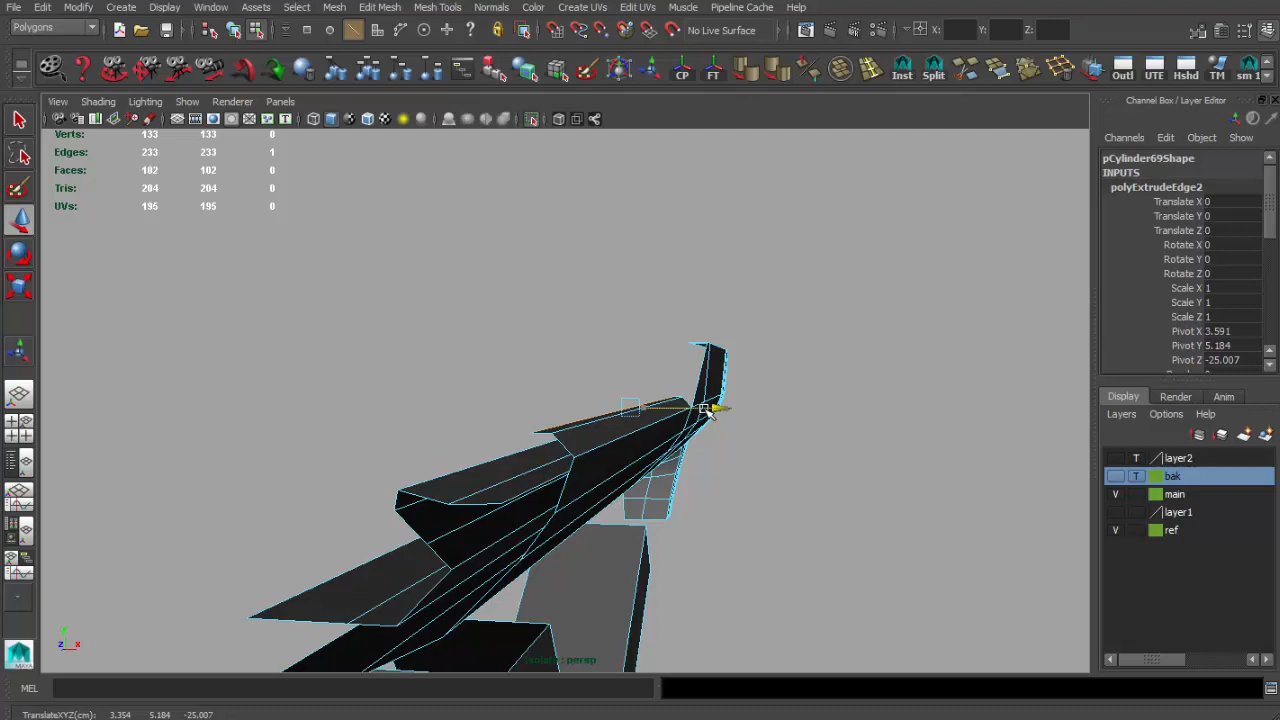 File Edit Modify Create Display Window Assets Select Mesh Edit Mesh Mesh Tools Normals Color Create UVs Edit UVs Muscle Pipeline Cache Help
Polygons No Live Surface X: Y: Z:
CP FT Inst Split Outl UTE Hshd TM sm 1
View Shading Lighting Show Renderer Panels
Channel Box / Layer Editor
Channels Edit Object Show
Verts: 133 133 0
Edges: 233 233 1
Faces: 102 102 0
Tris: 204 204 0
UVs: 195 195 0
pCylinder69Shape
INPUTS
polyExtrudeEdge2
Translate X 0
Translate Y 0
Translate Z 0
Rotate X 0
Rotate Y 0
Rotate Z 0
Scale X 1
Scale Y 1
Scale Z 1
Pivot X 3.591
Pivot Y 5.184
Pivot Z -25.007
Display Render Anim
Layers Options Help
T layer2
T bak
V main
layer1
V ref
y
z x
Isolate : persp
MAYA
MEL
TranslateXYZ(cm): 3.354 5.184 -25.007